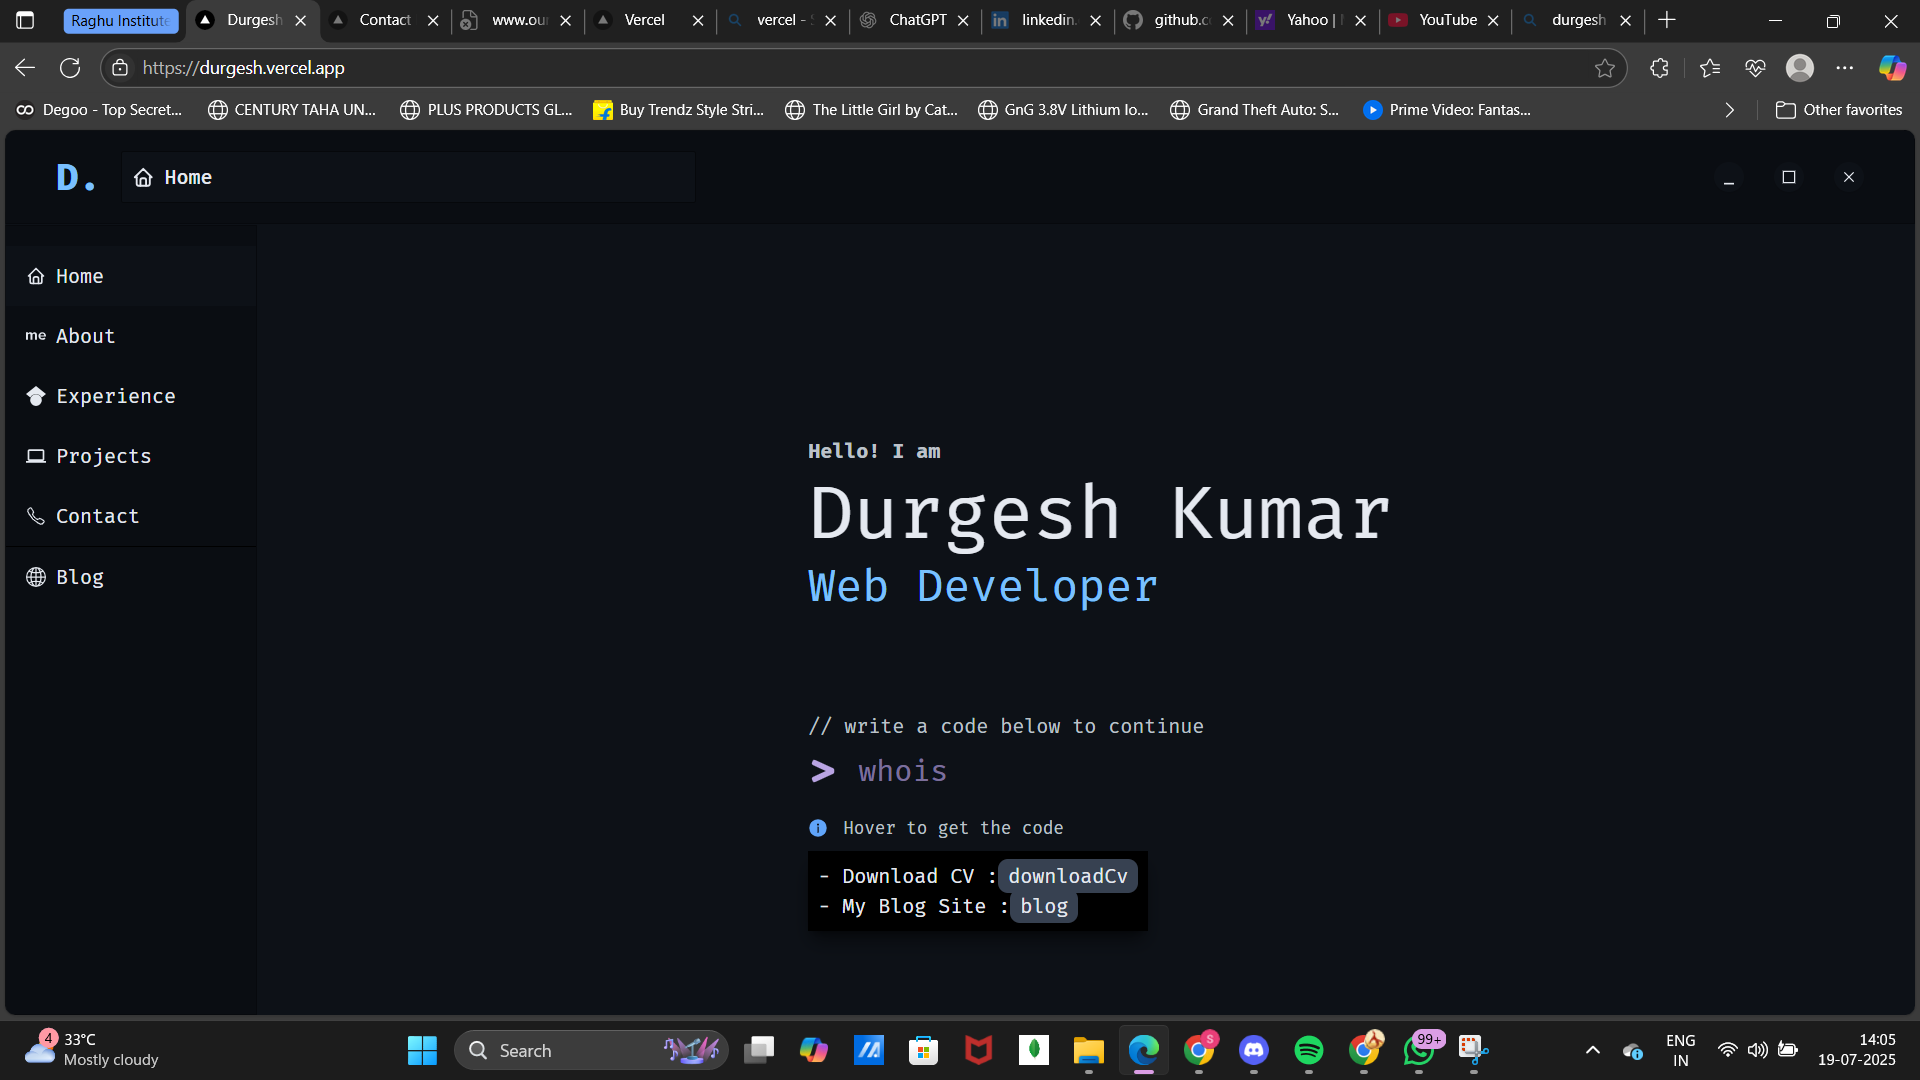 Raghu Institute
Durgesh
Contact
www.our
Vercel
vercel -
ChatGPT
linkedin.
github.c
Yahoo |
YouTube
durgesh
https://durgesh.vercel.app
Degoo - Top Secret...
CENTURY TAHA UN...
PLUS PRODUCTS GL...
Buy Trendz Style Stri...
The Little Girl by Cat...
GnG 3.8V Lithium Io...
Grand Theft Auto: S...
Prime Video: Fantas...
Other favorites
D.
Home
Home
me About
Experience
Projects
Contact
Blog
Hello! I am
Durgesh Kumar
Web Developer
// write a code below to continue
> whois
Hover to get the code
- Download CV : downloadCv
- My Blog Site : blog
4
33°C
Mostly cloudy
Search
S
99+
ENG
IN
14:05
19-07-2025